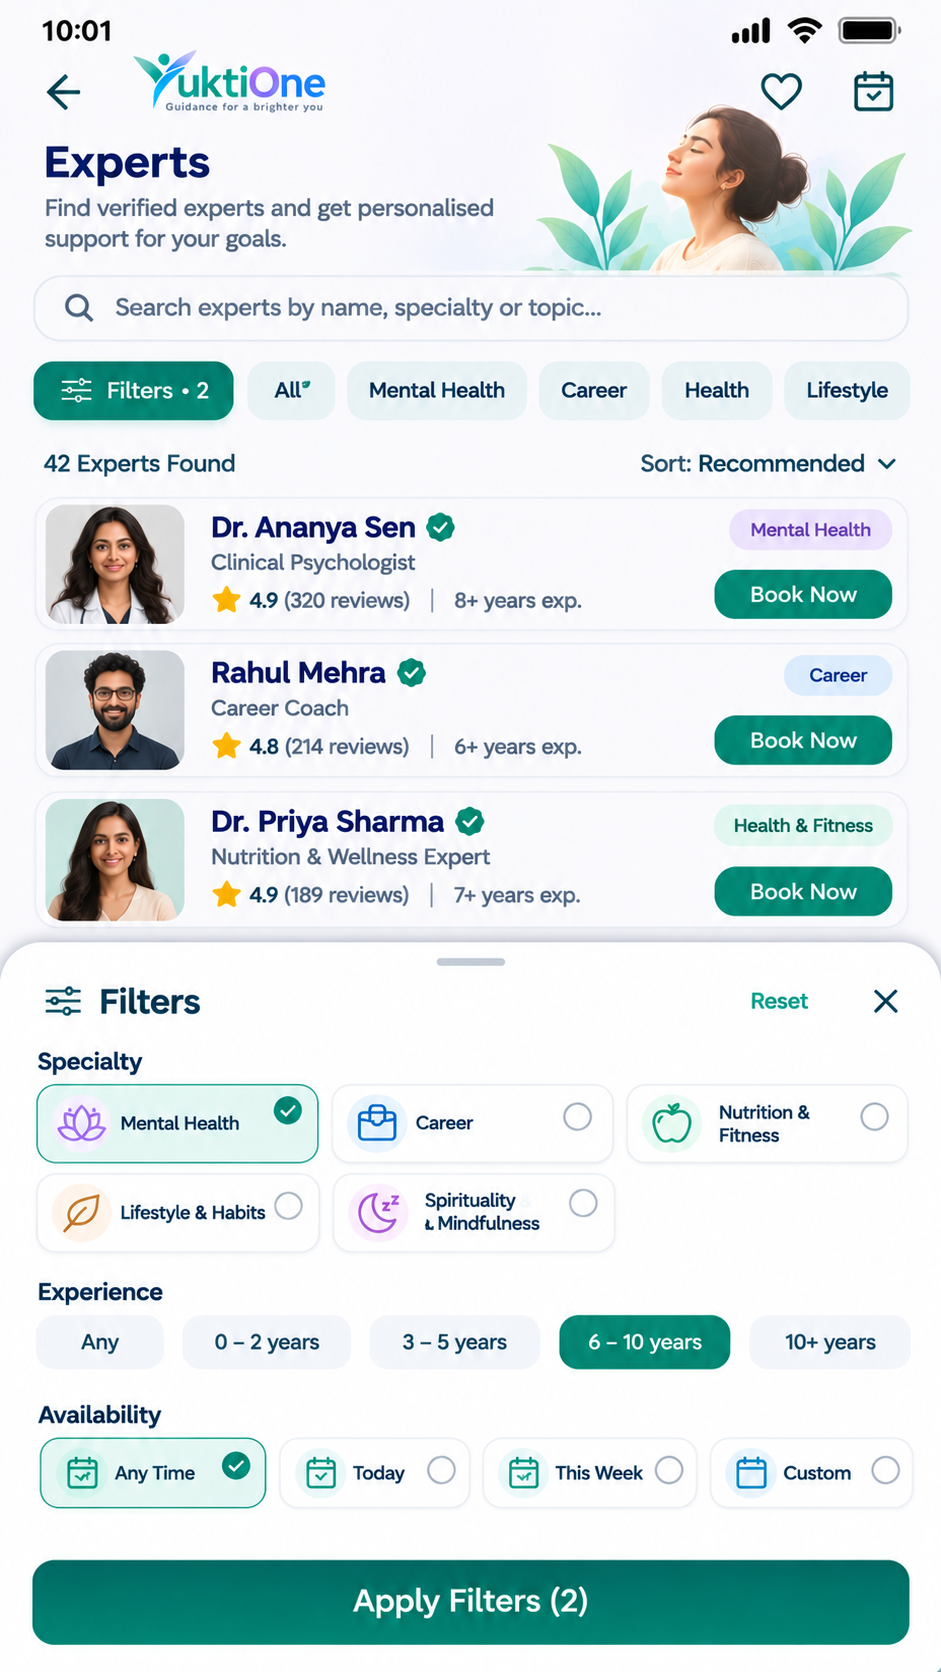 10:01
YuktiOne
Guidance for a brighter you
Experts
Find verified experts and get personalised
support for your goals.
Search experts by name, specialty or topic...
Filters • 2
All
Mental Health
Career
Health
Lifestyle
42 Experts Found
Sort: Recommended
Dr. Ananya Sen
Mental Health
Clinical Psychologist
4.9 (320 reviews) | 8+ years exp.
Book Now
Rahul Mehra
Career
Career Coach
4.8 (214 reviews) | 6+ years exp.
Book Now
Dr. Priya Sharma
Health & Fitness
Nutrition & Wellness Expert
4.9 (189 reviews) | 7+ years exp.
Book Now
Filters
Reset
Specialty
Mental Health
Career
Nutrition &
Fitness
Lifestyle & Habits
Spirituality
& Mindfulness
zz
Experience
Any
0 – 2 years
3 – 5 years
6 – 10 years
10+ years
Availability
Any Time
Today
This Week
Custom
Apply Filters (2)